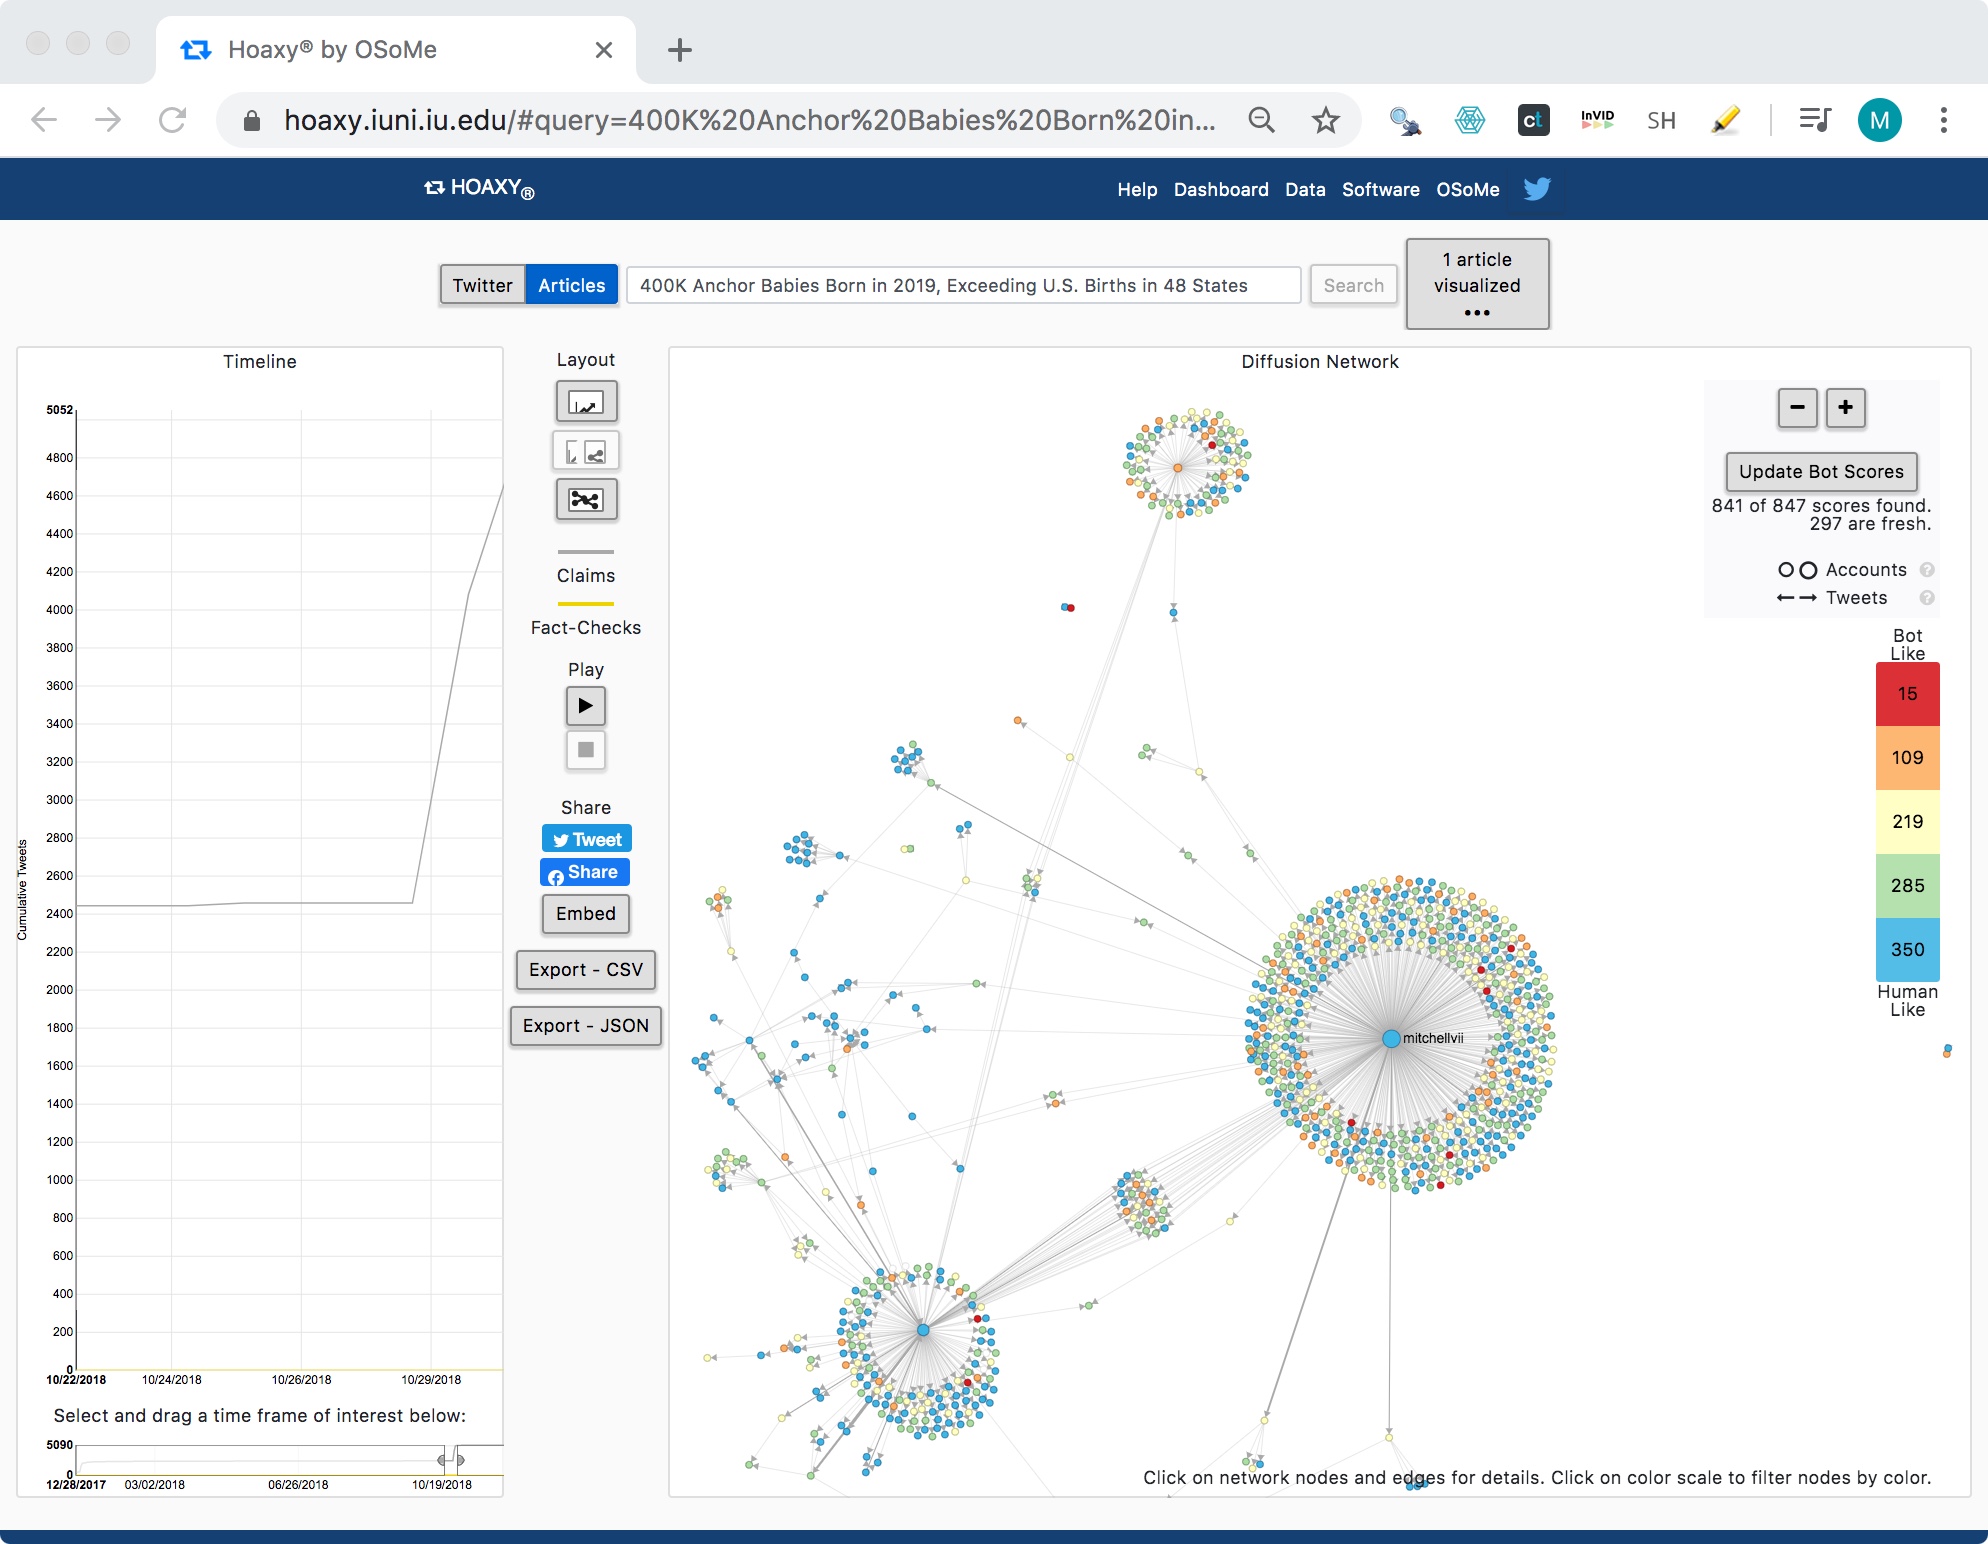 Hoaxy® by OSoMe
hoaxy.iuni.iu.edu/#query=400K%20Anchor%20Babies%20Born%20in...
ct
InVID
SH
M
HOAXY®
Help Dashboard Data Software OSoMe
Twitter Articles
400K Anchor Babies Born in 2019, Exceeding U.S. Births in 48 States
Search
1 article
visualized
•••
Timeline
Cumulative Tweets
5052
4800
4600
4400
4200
4000
3800
3600
3400
3200
3000
2800
2600
2400
2200
2000
1800
1600
1400
1200
1000
800
600
400
200
0
10/22/2018 10/24/2018 10/26/2018 10/29/2018
Select and drag a time frame of interest below:
5090
0
12/28/2017 03/02/2018 06/26/2018 10/19/2018
Layout
Claims
Fact-Checks
Play
Share
Tweet
Share
Embed
Export - CSV
Export - JSON
Diffusion Network
− +
Update Bot Scores
841 of 847 scores found.
297 are fresh.
Accounts ?
Tweets ?
Bot
Like
15
109
219
285
350
Human
Like
mitchellvii
Click on network nodes and edges for details. Click on color scale to filter nodes by color.